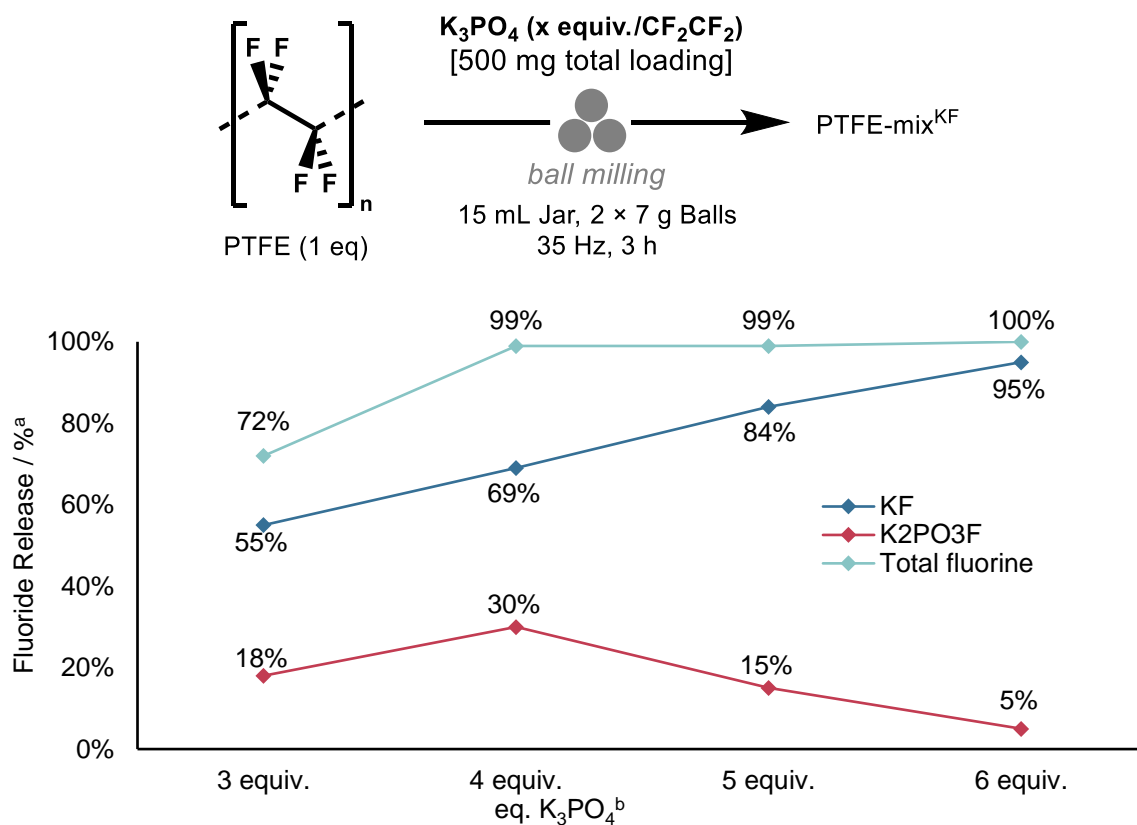 K₃PO₄ (x equiv./CF₂CF₂)
[500 mg total loading]
F F
F F
n
PTFE (1 eq)
ball milling
15 mL Jar, 2 × 7 g Balls
35 Hz, 3 h
PTFE-mixᴷᶠ
Fluoride Release / %ᵃ
100%
80%
60%
40%
20%
0%
72%
99%
99%
100%
55%
69%
84%
95%
18%
30%
15%
5%
KF
K2PO3F
Total fluorine
3 equiv.
4 equiv.
5 equiv.
6 equiv.
eq. K₃PO₄ᵇ